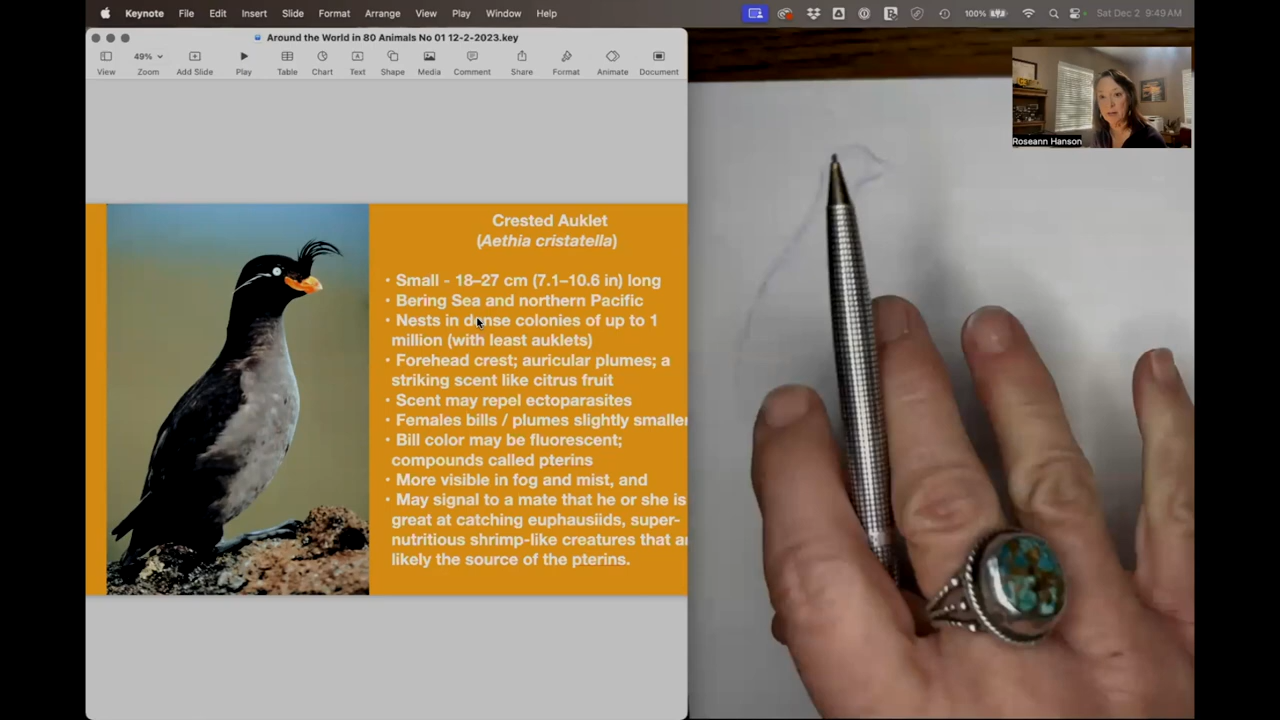 Keynote File Edit Insert Slide Format Arrange View Play Window Help 100% Sat Dec 2 9:49 AM
Around the World in 80 Animals No 01 12-2-2023.key
49%
View Zoom Add Slide Play Table Chart Text Shape Media Comment Share Format Animate Document
Roseann Hanson
Crested Auklet
(Aethia cristatella)
• Small - 18–27 cm (7.1–10.6 in) long
• Bering Sea and northern Pacific
• Nests in dense colonies of up to 1
million (with least auklets)
• Forehead crest; auricular plumes; a
striking scent like citrus fruit
• Scent may repel ectoparasites
• Females bills / plumes slightly smaller
• Bill color may be fluorescent;
compounds called pterins
• More visible in fog and mist, and
• May signal to a mate that he or she is
great at catching euphausiids, super-
nutritious shrimp-like creatures that a
likely the source of the pterins.